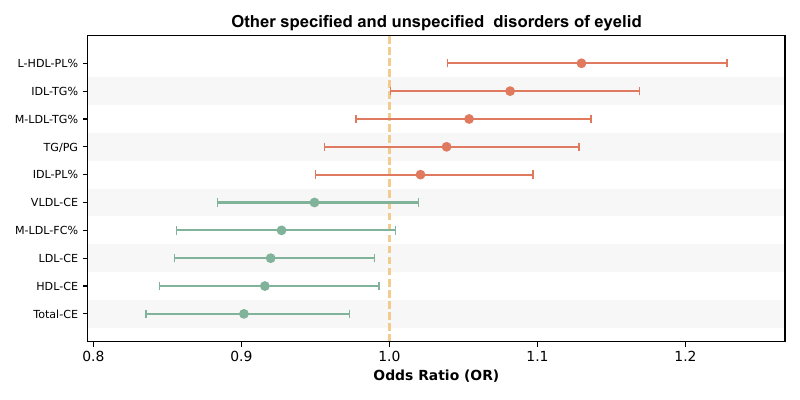 Other specified and unspecified  disorders of eyelid
L-HDL-PL%
IDL-TG%
M-LDL-TG%
TG/PG
IDL-PL%
VLDL-CE
M-LDL-FC%
LDL-CE
HDL-CE
Total-CE
0.8 0.9 1.0 1.1 1.2
Odds Ratio (OR)